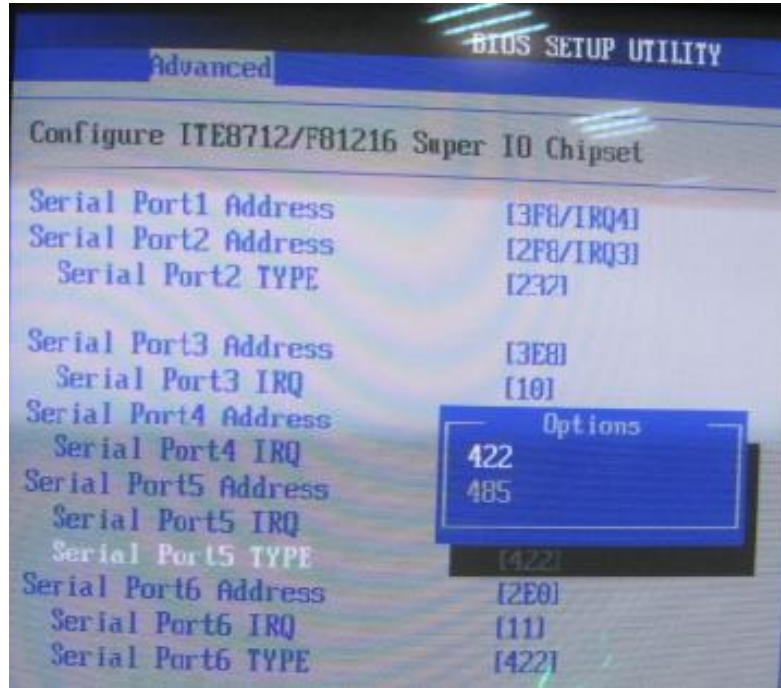 BIOS SETUP UTILITY
Advanced
Configure ITE8712/F81216 Super IO Chipset
Serial Port1 Address [3F8/IRQ4]
Serial Port2 Address [2F8/IRQ3]
Serial Port2 TYPE [232]
Serial Port3 Address [3E8]
Serial Port3 IRQ [10]
Serial Port4 Address
Serial Port4 IRQ
Serial Port5 Address
Serial Port5 IRQ
Serial Port5 TYPE [422]
Serial Port6 Address [2E0]
Serial Port6 IRQ [11]
Serial Port6 TYPE [422]
Options
422
485